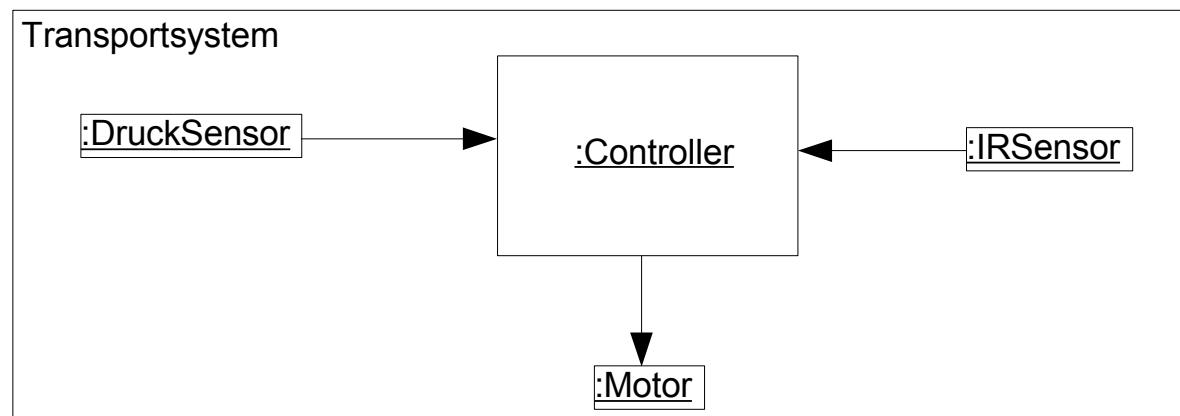 Transportsystem
:DruckSensor
:Controller
:IRSensor
:Motor